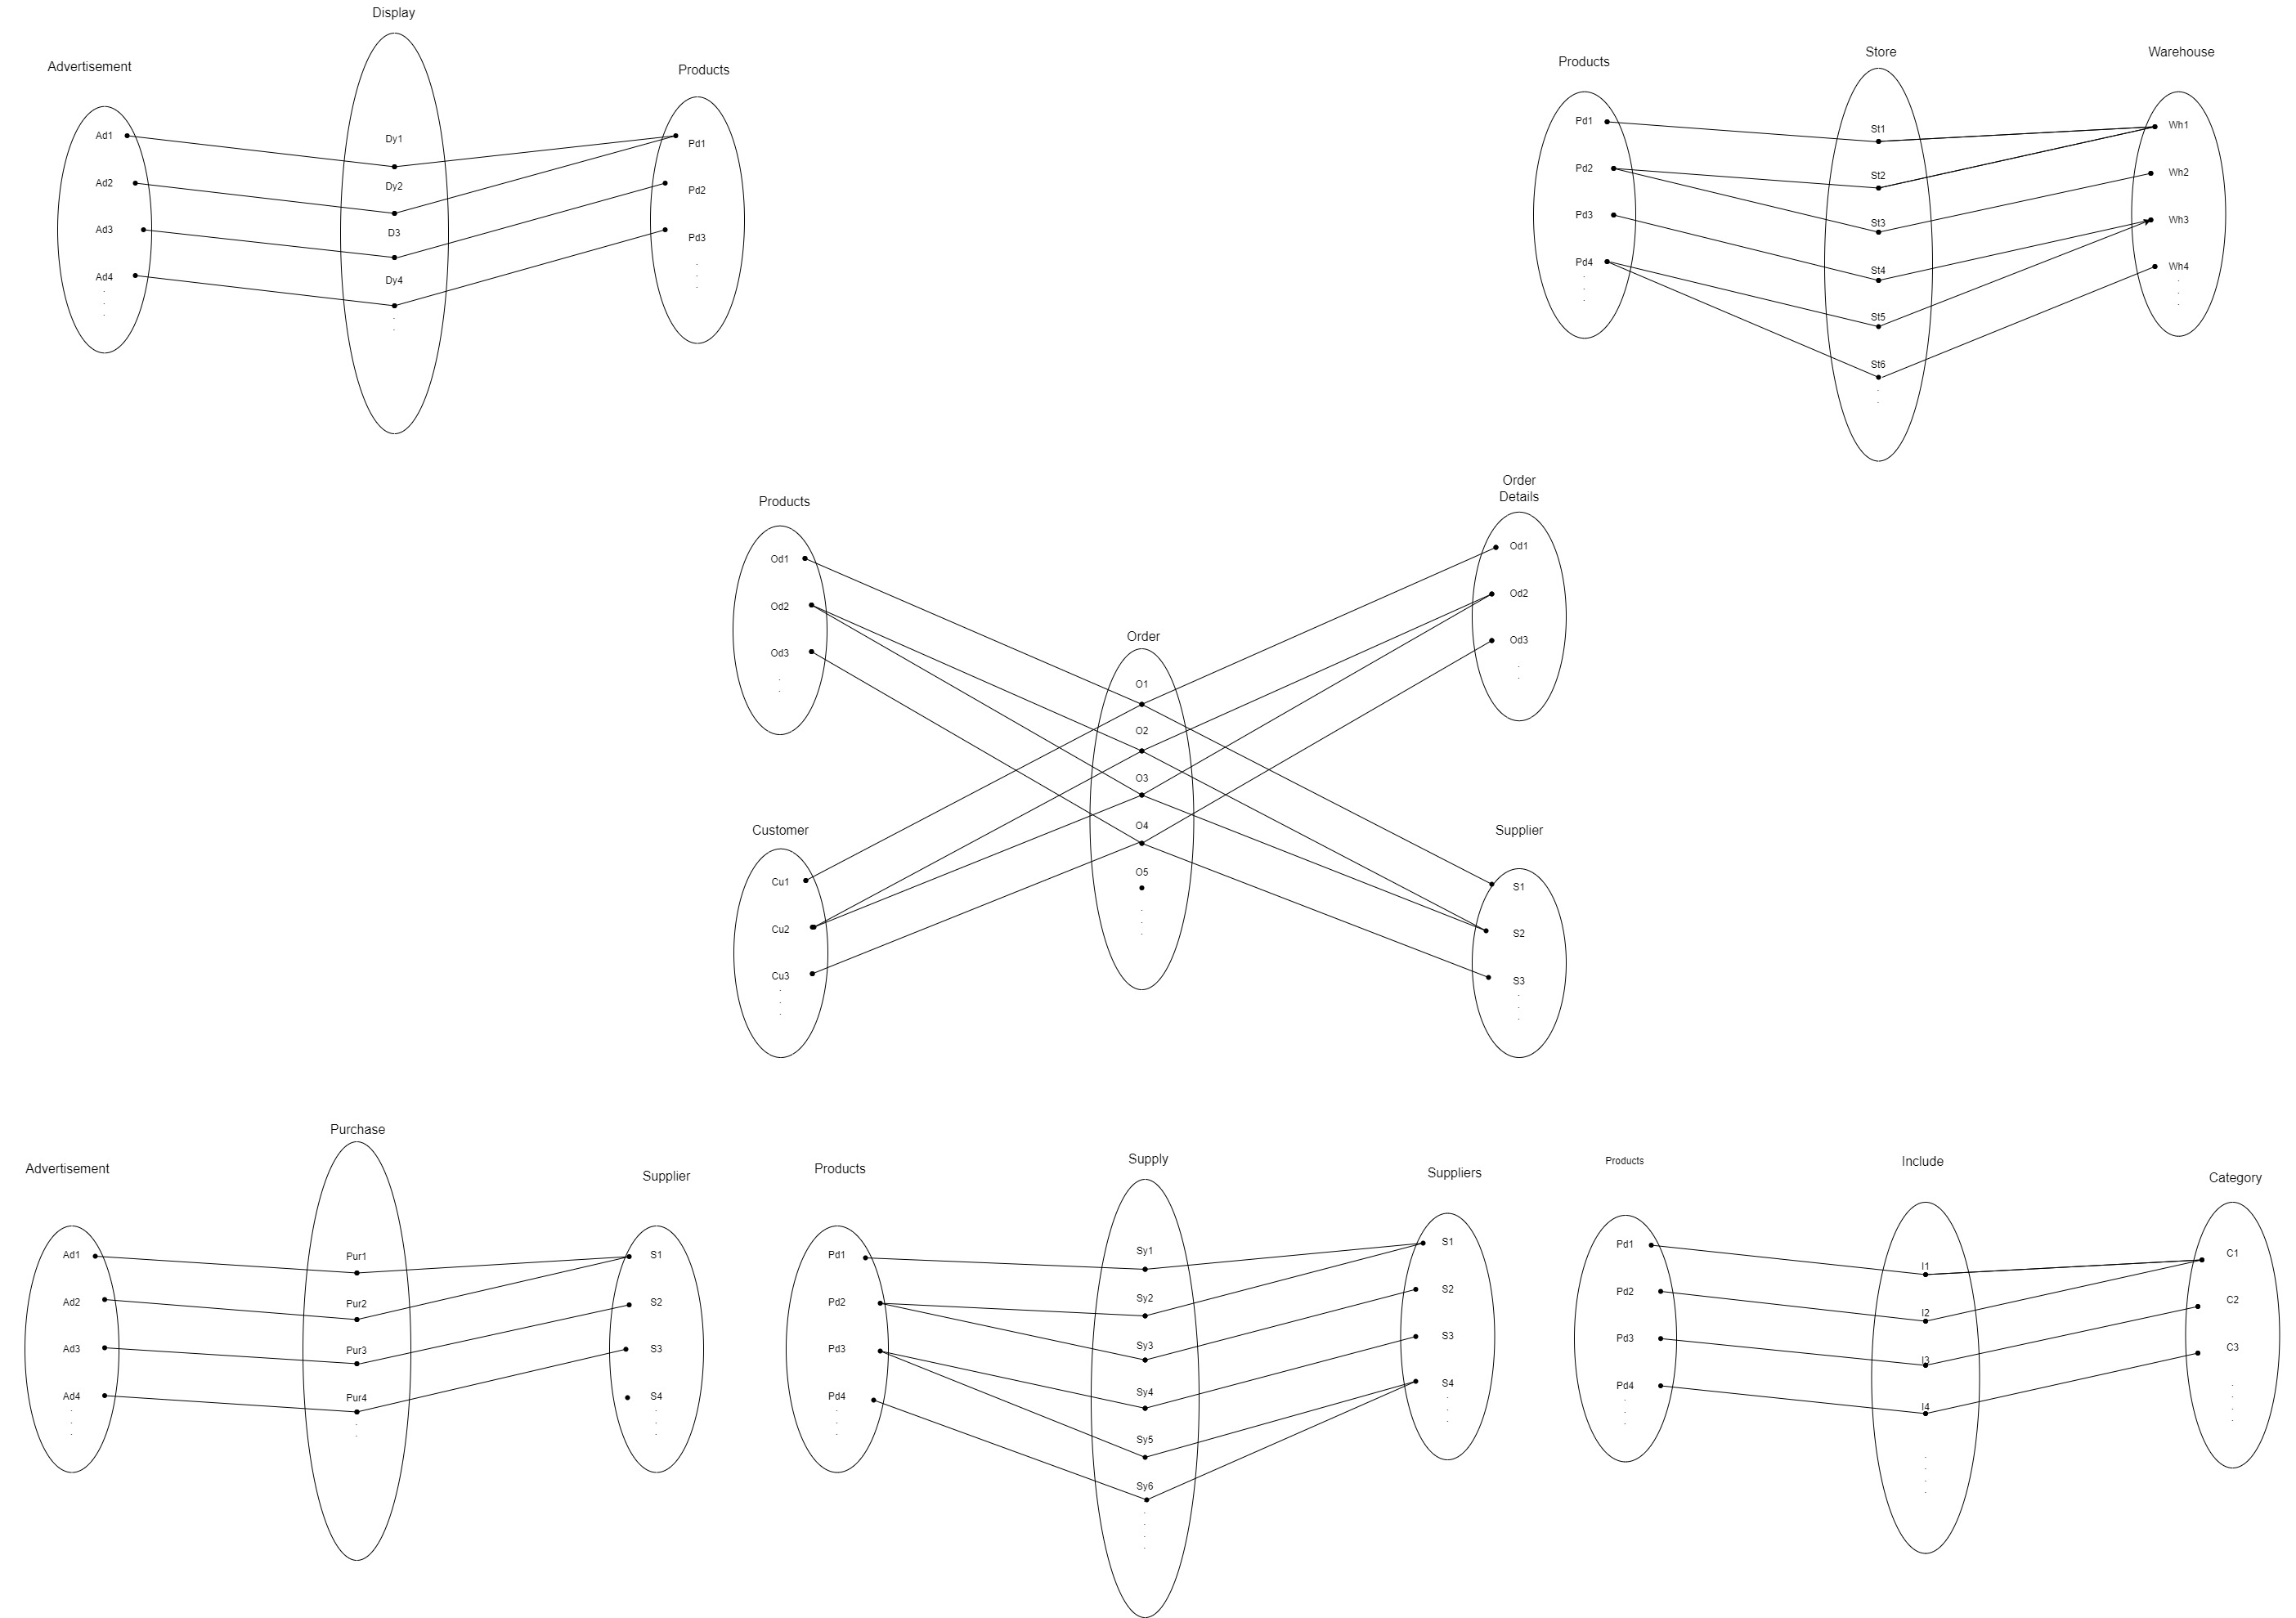 Display
Advertisement
Products
Ad1
Ad2
Ad3
Ad4
.
.
.
Dy1
Dy2
D3
Dy4
.
.
Pd1
Pd2
Pd3
.
.
.
Products
Store
Warehouse
Pd1
Pd2
Pd3
Pd4
.
.
.
St1
St2
St3
St4
St5
St6
.
.
Wh1
Wh2
Wh3
Wh4
.
.
.
Products
Od1
Od2
Od3
.
.
Order
Details
Od1
Od2
Od3
.
.
Order
O1
O2
O3
O4
O5
.
.
.
Customer
Cu1
Cu2
Cu3
.
.
.
Supplier
S1
S2
S3
.
.
.
Purchase
Advertisement
Supplier
Ad1
Ad2
Ad3
Ad4
.
.
.
Pur1
Pur2
Pur3
Pur4
.
.
S1
S2
S3
S4
.
.
.
Products
Supply
Suppliers
Pd1
Pd2
Pd3
Pd4
.
.
.
Sy1
Sy2
Sy3
Sy4
Sy5
Sy6
.
.
.
.
S1
S2
S3
S4
.
.
.
Products
Include
Category
Pd1
Pd2
Pd3
Pd4
.
.
.
I1
I2
I3
I4
.
.
.
.
C1
C2
C3
.
.
.
.